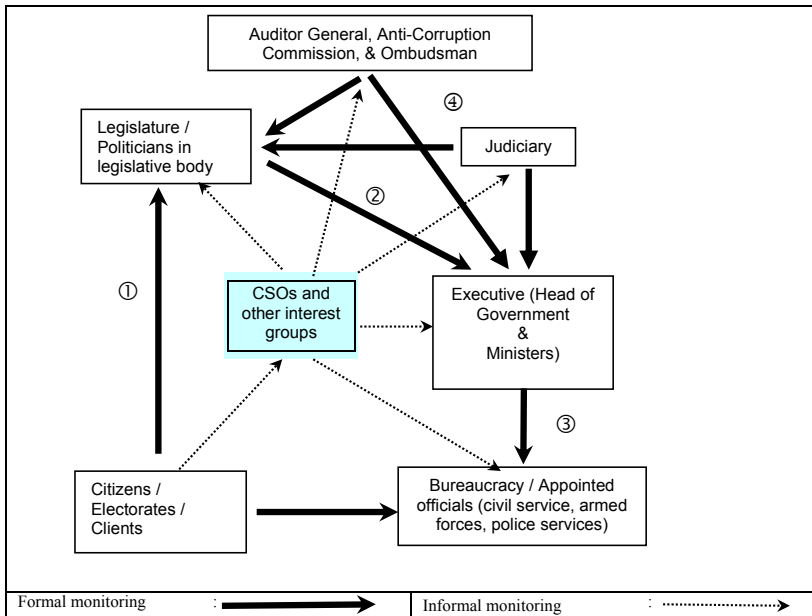 Auditor General, Anti-Corruption
Commission, & Ombudsman
④
Legislature /
Politicians in
legislative body
Judiciary
②
①
CSOs and
other interest
groups
Executive (Head of
Government
&
Ministers)
③
Citizens /
Electorates /
Clients
Bureaucracy / Appointed
officials (civil service, armed
forces, police services)
Formal monitoring :
Informal monitoring :